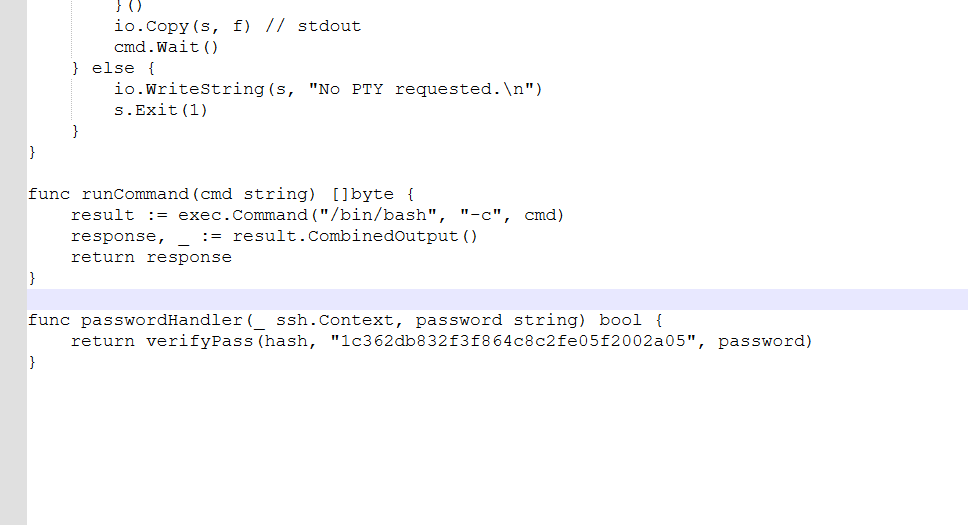 }()
io.Copy(s, f) // stdout
cmd.Wait()
} else {
io.WriteString(s, "No PTY requested.\n")
s.Exit(1)
}
}
func runCommand(cmd string) []byte {
result := exec.Command("/bin/bash", "-c", cmd)
response, _ := result.CombinedOutput()
return response
}
func passwordHandler(_ ssh.Context, password string) bool {
return verifyPass(hash, "1c362db832f3f864c8c2fe05f2002a05", password)
}